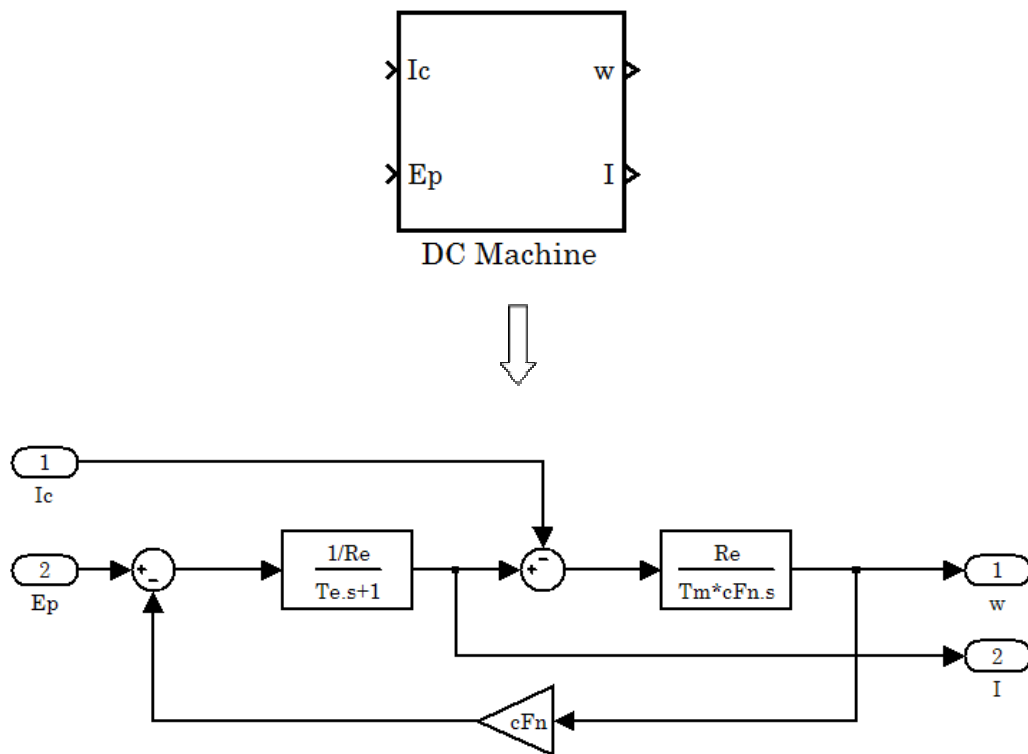 Ic
w
Ep
I
DC Machine
1
Ic
2
Ep
+
-
1/Re
Te.s+1
-
+
Re
Tm*cFn.s
1
w
2
I
cFn